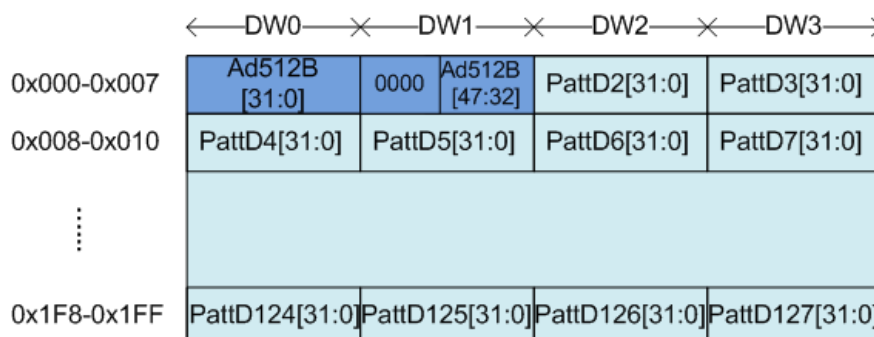 DW0 DW1 DW2 DW3
0x000-0x007 Ad512B [31:0] 0000 Ad512B [47:32] PattD2[31:0] PattD3[31:0]
0x008-0x010 PattD4[31:0] PattD5[31:0] PattD6[31:0] PattD7[31:0]
0x1F8-0x1FF PattD124[31:0] PattD125[31:0] PattD126[31:0] PattD127[31:0]